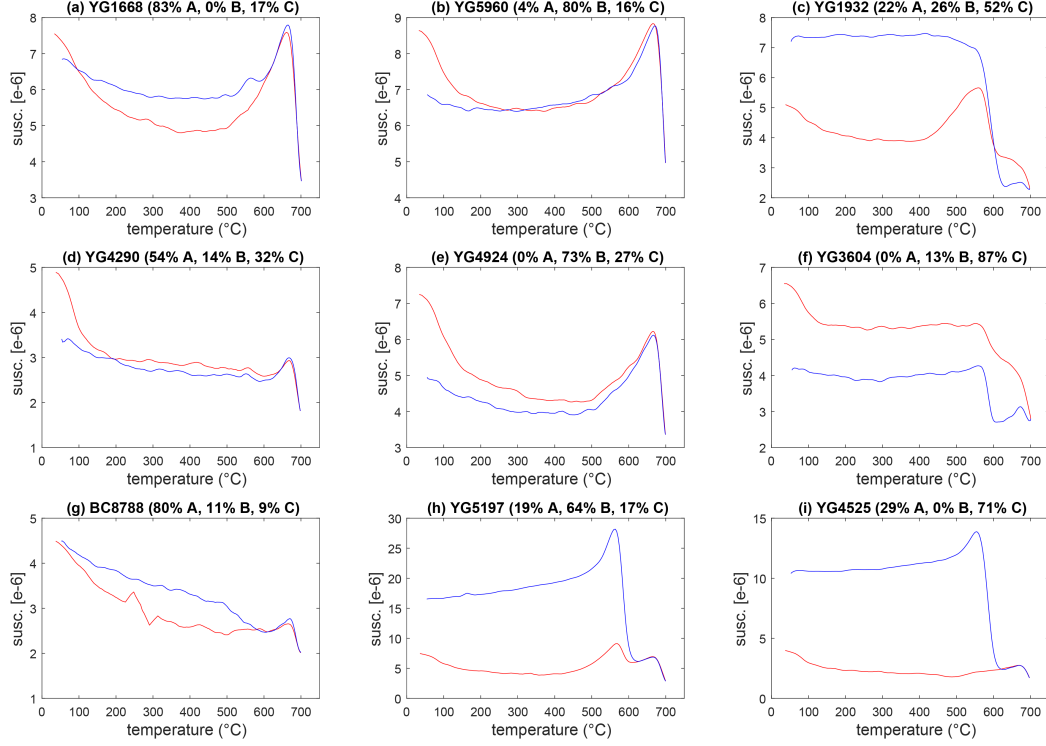 (a) YG1668 (83% A, 0% B, 17% C)
8
7
6
5
4
3
susc. [e-6]
0 100 200 300 400 500 600 700
temperature (°C)
(b) YG5960 (4% A, 80% B, 16% C)
9
8
7
6
5
4
susc. [e-6]
0 100 200 300 400 500 600 700
temperature (°C)
(c) YG1932 (22% A, 26% B, 52% C)
8
7
6
5
4
3
2
susc. [e-6]
0 100 200 300 400 500 600 700
temperature (°C)
(d) YG4290 (54% A, 14% B, 32% C)
5
4
3
2
1
susc. [e-6]
0 100 200 300 400 500 600 700
temperature (°C)
(e) YG4924 (0% A, 73% B, 27% C)
8
7
6
5
4
3
susc. [e-6]
0 100 200 300 400 500 600 700
temperature (°C)
(f) YG3604 (0% A, 13% B, 87% C)
7
6
5
4
3
2
susc. [e-6]
0 100 200 300 400 500 600 700
temperature (°C)
(g) BC8788 (80% A, 11% B, 9% C)
5
4
3
2
1
susc. [e-6]
0 100 200 300 400 500 600 700
temperature (°C)
(h) YG5197 (19% A, 64% B, 17% C)
30
25
20
15
10
5
0
susc. [e-6]
0 100 200 300 400 500 600 700
temperature (°C)
(i) YG4525 (29% A, 0% B, 71% C)
15
10
5
0
susc. [e-6]
0 100 200 300 400 500 600 700
temperature (°C)